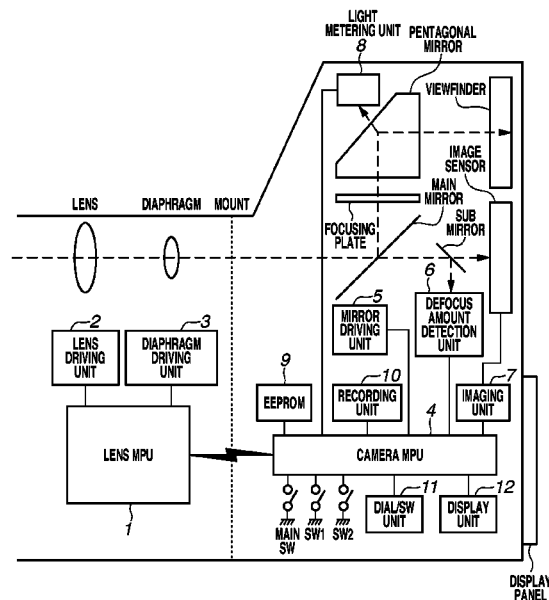 LIGHT
METERING UNIT
8
PENTAGONAL
MIRROR
VIEWFINDER
IMAGE
SENSOR
MAIN
MIRROR
SUB
MIRROR
FOCUSING
PLATE
LENS
DIAPHRAGM
MOUNT
2
LENS
DRIVING
UNIT
3
DIAPHRAGM
DRIVING UNIT
5
MIRROR
DRIVING
UNIT
6
DEFOCUS
AMOUNT
DETECTION
UNIT
9
EEPROM
10
RECORDING
UNIT
7
IMAGING
UNIT
4
LENS MPU
CAMERA MPU
1
MAIN
SW
SW1
SW2
11
DIAL/SW
UNIT
12
DISPLAY
UNIT
DISPLAY
PANEL